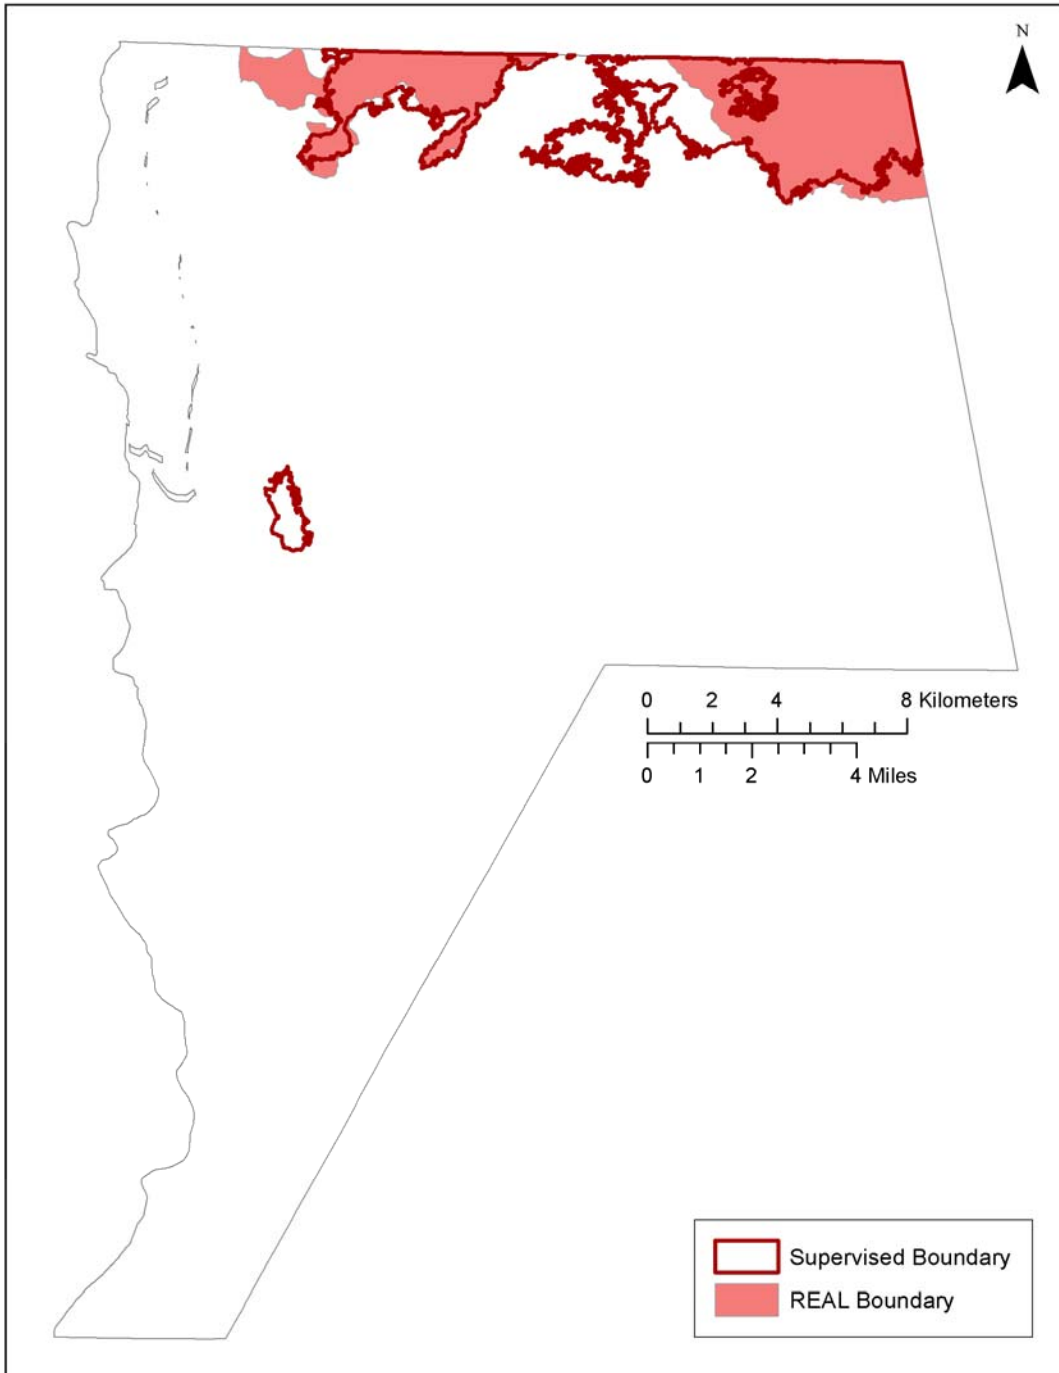 N
0 2 4 8 Kilometers
0 1 2 4 Miles
Supervised Boundary
REAL Boundary